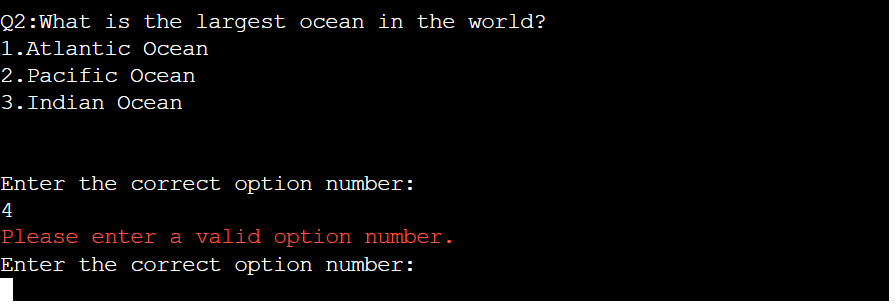 Q2:What is the largest ocean in the world?
1.Atlantic Ocean
2.Pacific Ocean
3.Indian Ocean
Enter the correct option number:
4
Please enter a valid option number.
Enter the correct option number: